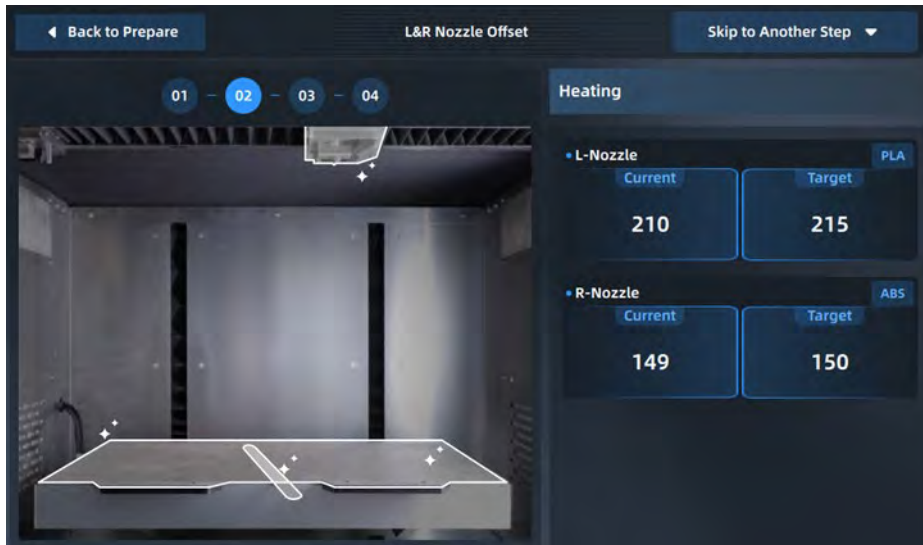 Back to Prepare
L&R Nozzle Offset
Skip to Another Step
01
02
03
04
Heating
L-Nozzle
PLA
Current
Target
210
215
R-Nozzle
ABS
Current
Target
149
150